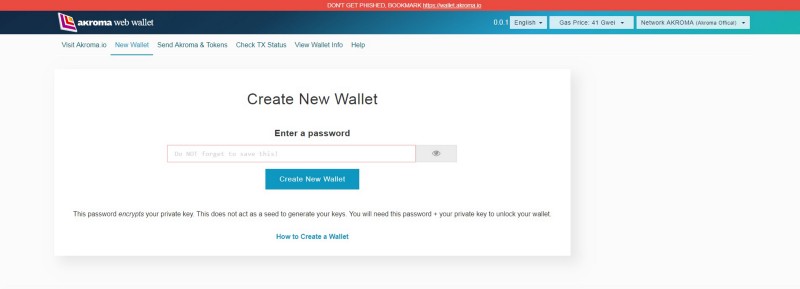 DON'T GET PHISHED, BOOKMARK https://wallet.akroma.io
AKROMA web wallet 0.0.1 English Gas Price: 41 Gwei Network AKROMA (Akroma Offical)
Visit Akroma.io New Wallet Send Akroma & Tokens Check TX Status View Wallet Info Help
Create New Wallet
Enter a password
Do NOT forget to save this!
Create New Wallet
This password encrypts your private key. This does not act as a seed to generate your keys. You will need this password + your private key to unlock your wallet.
How to Create a Wallet